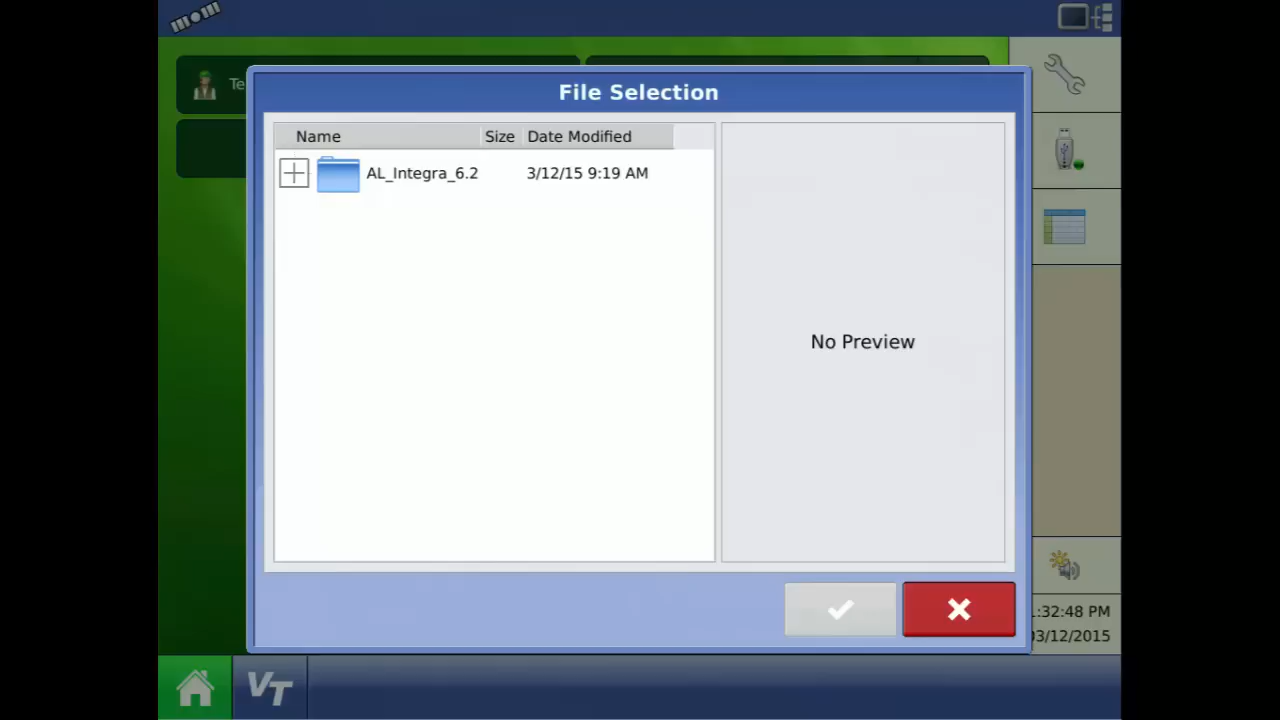 Te
File Selection
Name Size Date Modified
AL_Integra_6.2 3/12/15 9:19 AM
No Preview
:32:48 PM
03/12/2015
VT